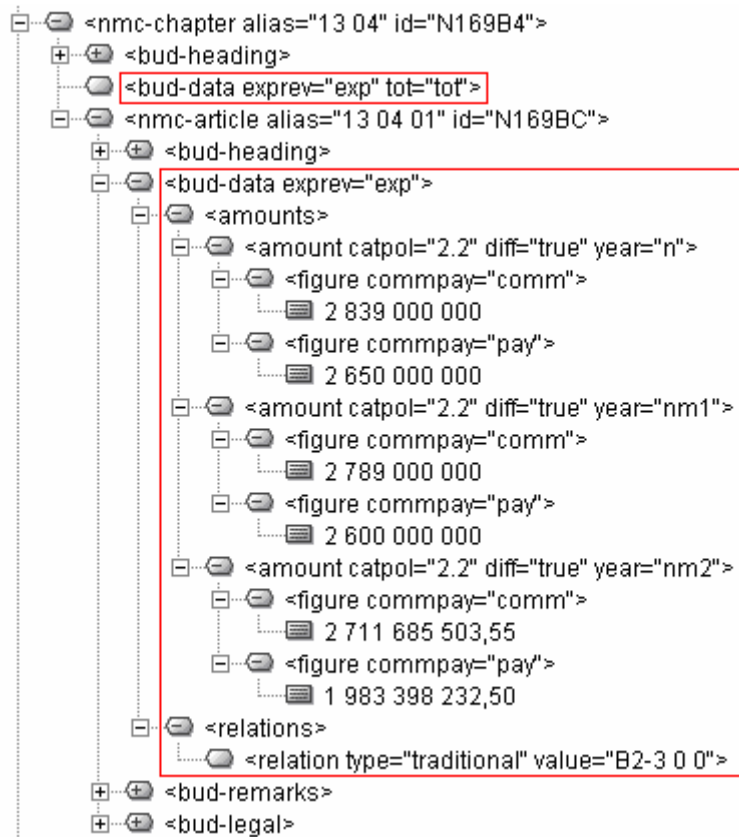 <nmc-chapter alias="13 04" id="N169B4">
<bud-heading>
<bud-data exprev="exp" tot="tot">
<nmc-article alias="13 04 01" id="N169BC">
<bud-heading>
<bud-data exprev="exp">
<amounts>
<amount catpol="2.2" diff="true" year="n">
<figure commpay="comm">
2 839 000 000
<figure commpay="pay">
2 650 000 000
<amount catpol="2.2" diff="true" year="nm1">
<figure commpay="comm">
2 789 000 000
<figure commpay="pay">
2 600 000 000
<amount catpol="2.2" diff="true" year="nm2">
<figure commpay="comm">
2 711 685 503,55
<figure commpay="pay">
1 983 398 232,50
<relations>
<relation type="traditional" value="B2-3 0 0">
<bud-remarks>
<bud-legal>